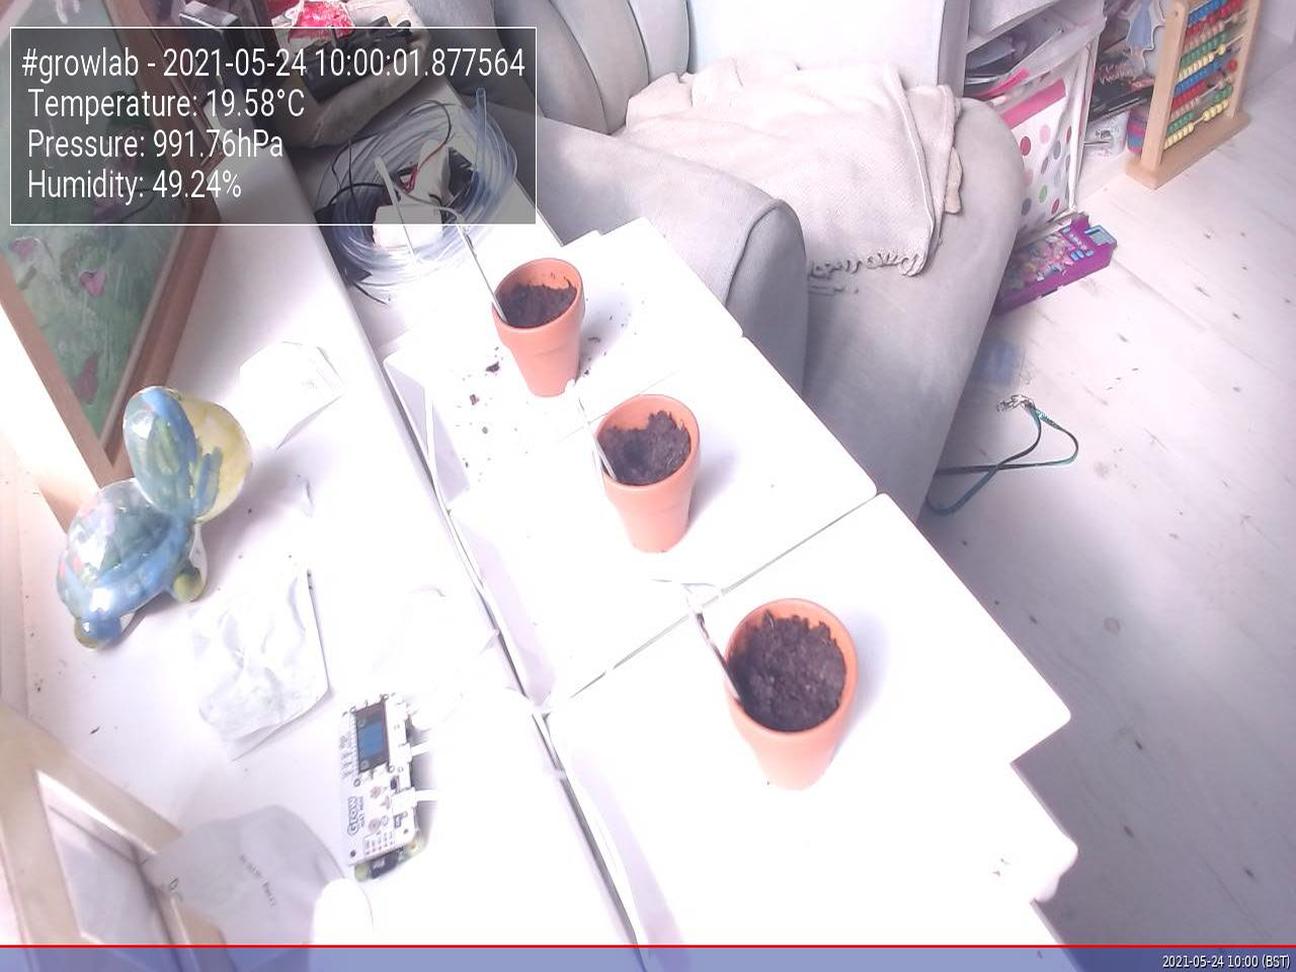 #growlab - 2021-05-24 10:00:01.877564
Temperature: 19.58°C
Pressure: 991.76hPa
Humidity: 49.24%
Grow
2021-05-24 10:00 (BST)